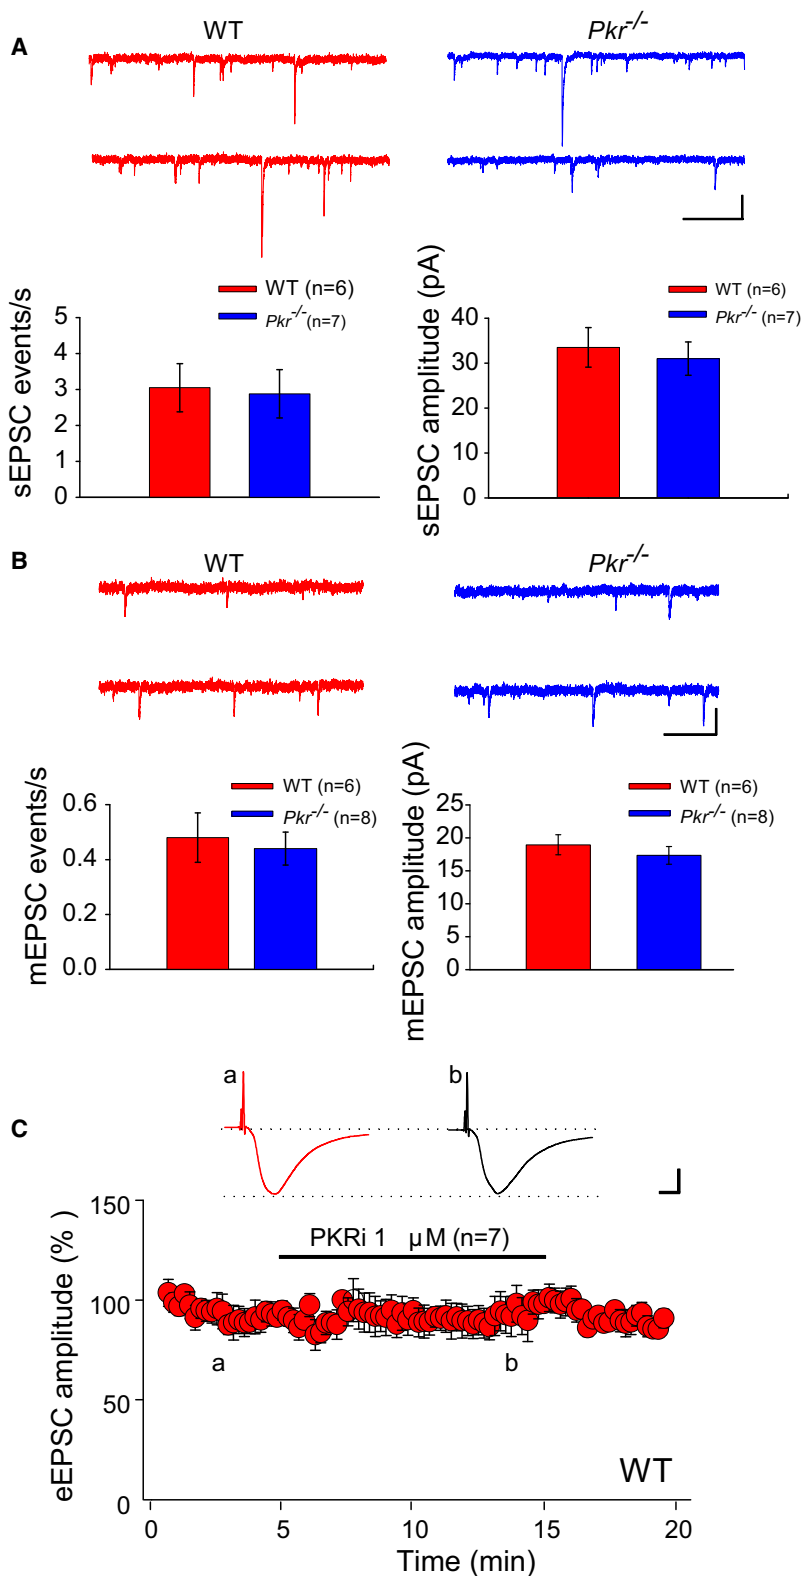 A
WT
Pkr-/-
sEPSC events/s
WT (n=6)
Pkr-/- (n=7)
5
4
3
2
1
0
sEPSC amplitude (pA)
WT (n=6)
Pkr-/- (n=7)
40
30
20
10
0
B
WT
Pkr-/-
mEPSC events/s
WT (n=6)
Pkr-/- (n=8)
0.6
0.4
0.2
0.0
mEPSC amplitude (pA)
WT (n=6)
Pkr-/- (n=8)
25
20
15
10
5
0
C
a
b
eEPSC amplitude (% )
150
100
50
0
PKRi 1 µM (n=7)
a
b
WT
0 5 10 15 20
Time (min)